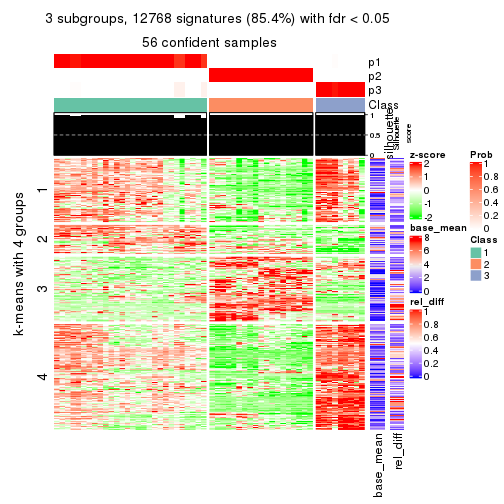 3 subgroups, 12768 signatures (85.4%) with fdr < 0.05
56 confident samples
p1
p2
p3
Class
1
0.5
0
silhouette
Silhouette
score
k-means with 4 groups
1
2
3
4
base_mean
rel_diff
z-score
2
1
0
-1
-2
base_mean
8
6
4
2
0
rel_diff
1
0.8
0.6
0.4
0.2
0
Prob
1
0.8
0.6
0.4
0.2
0
Class
1
2
3